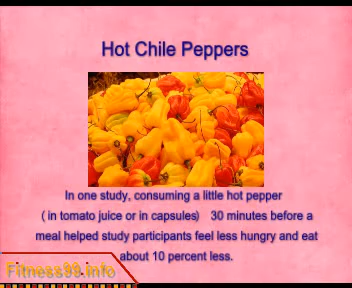 Hot Chile Peppers
In one study, consuming a little hot pepper
( in tomato juice or in capsules) 30 minutes before a
meal helped study participants feel less hungry and eat
about 10 percent less.
Fitness99.info